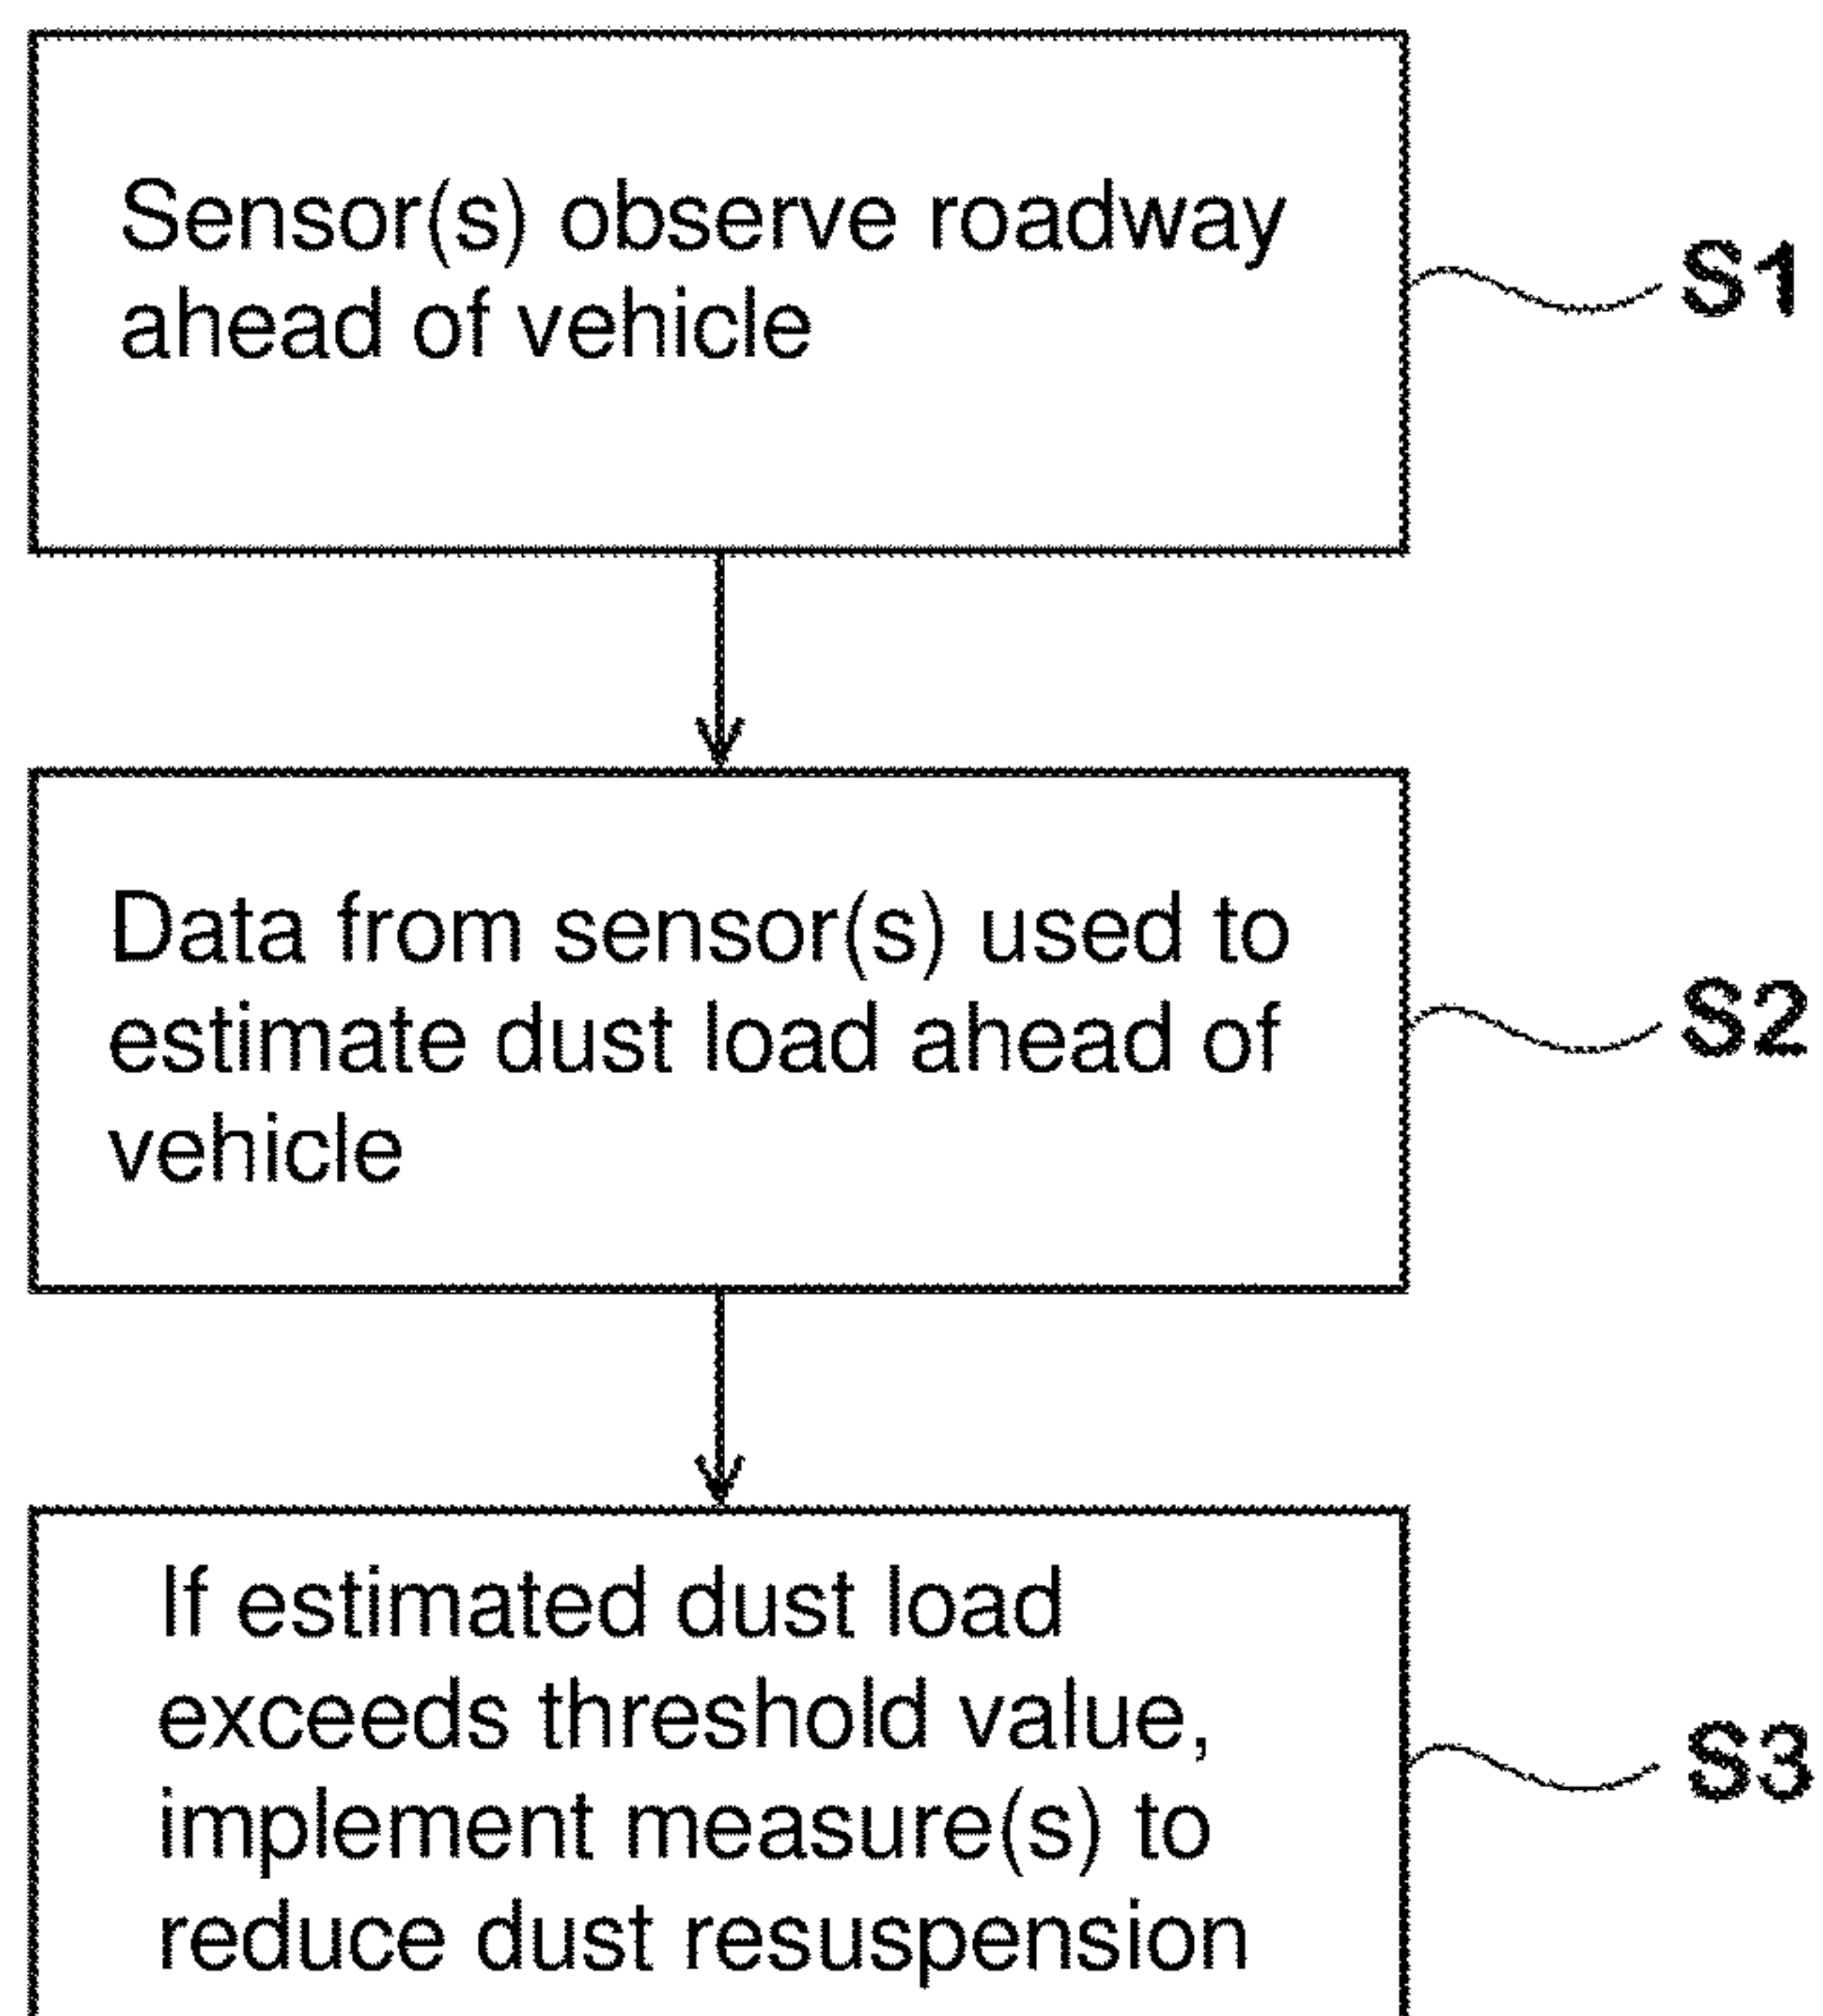 Sensor(s) observe roadway
ahead of vehicle
S1
Data from sensor(s) used to
estimate dust load ahead of
vehicle
S2
If estimated dust load
exceeds threshold value,
implement measure(s) to
reduce dust resuspension
S3